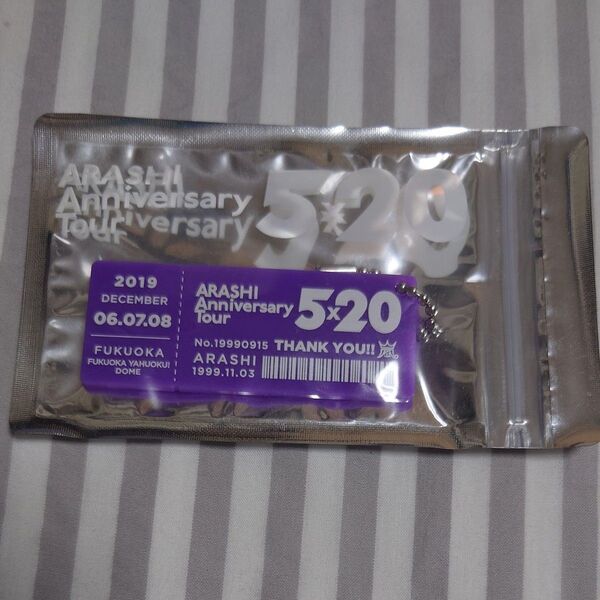 ARASHI
Anniversary
Tour
5×20
2019
DECEMBER
06.07.08
FUKUOKA
FUKUOKA YAHUOKU!
DOME
ARASHI
Anniversary
Tour
5×20
No.19990915 THANK YOU!! 嵐
ARASHI
1999.11.03